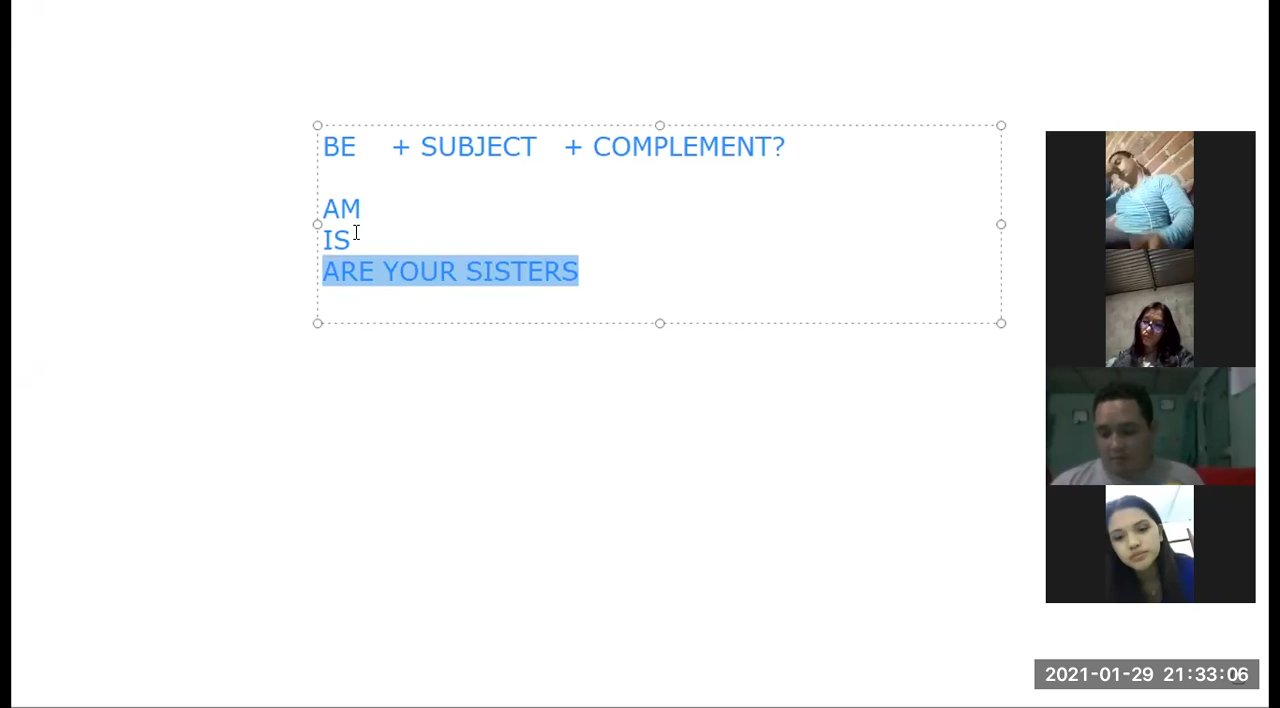 BE + SUBJECT + COMPLEMENT?
AM
IS
ARE YOUR SISTERS
2021-01-29 21:33:06